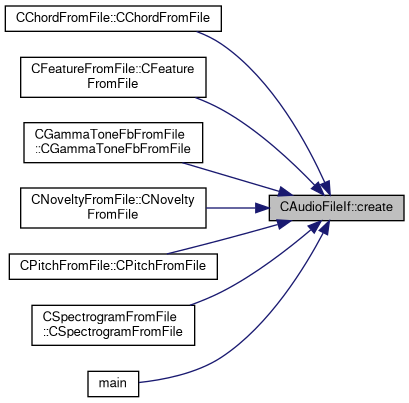 CChordFromFile::CChordFromFile
CFeatureFromFile::CFeature
FromFile
CGammaToneFbFromFile
::CGammaToneFbFromFile
CNoveltyFromFile::CNovelty
FromFile
CAudioFileIf::create
CPitchFromFile::CPitchFromFile
CSpectrogramFromFile
::CSpectrogramFromFile
main